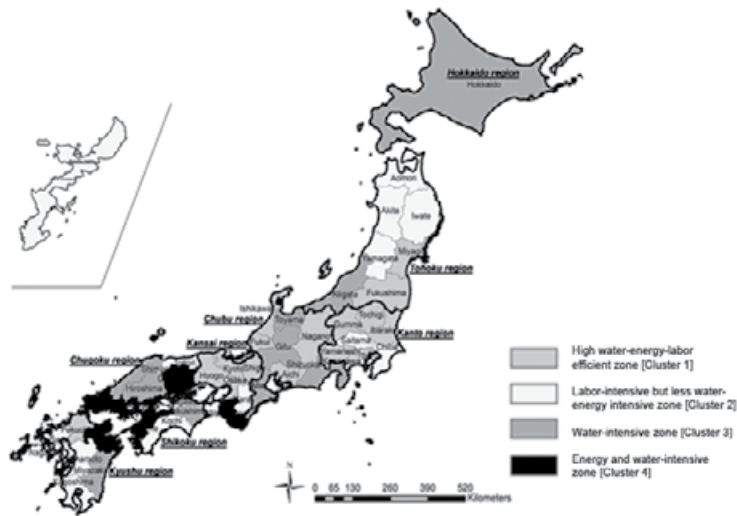 Hokkaido region
Hokkaido
Aomori
Akita
Iwate
Yamagata
Miyagi
Tohoku region
Niigata
Fukushima
Ishikawa
Toyama
Tochigi
Chubu region
Gunma
Ibaraki
Kanto region
Nagano
Saitama
Kansai region
Fukui
Gifu
Chiba
Chugoku region
Shizuoka
Aichi
Hyogo
Osaka
Hiroshima
Kochi
Shikoku region
Miyazaki
Kyushu region
High water-energy-labor
efficient zone [Cluster 1]
Labor-intensive but less water-
energy intensive zone [Cluster 2]
Water-intensive zone [Cluster 3]
Energy and water-intensive
zone [Cluster 4]
N
0 65 130 260 390 520
Kilometers